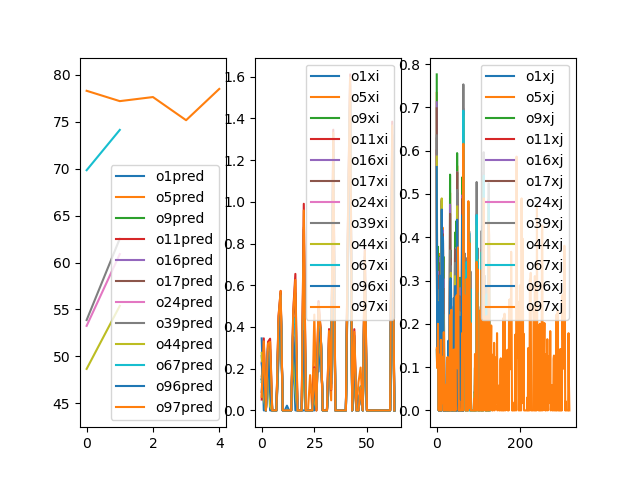 80
75
70
65
60
55
50
45
0
2
4
o1pred
o5pred
o9pred
o11pred
o16pred
o17pred
o24pred
o39pred
o44pred
o67pred
o96pred
o97pred
1.6
1.4
1.2
1.0
0.8
0.6
0.4
0.2
0.0
0
25
50
o1xi
o5xi
o9xi
o11xi
o16xi
o17xi
o24xi
o39xi
o44xi
o67xi
o96xi
o97xi
0.8
0.7
0.6
0.5
0.4
0.3
0.2
0.1
0.0
0
200
o1xj
o5xj
o9xj
o11xj
o16xj
o17xj
o24xj
o39xj
o44xj
o67xj
o96xj
o97xj